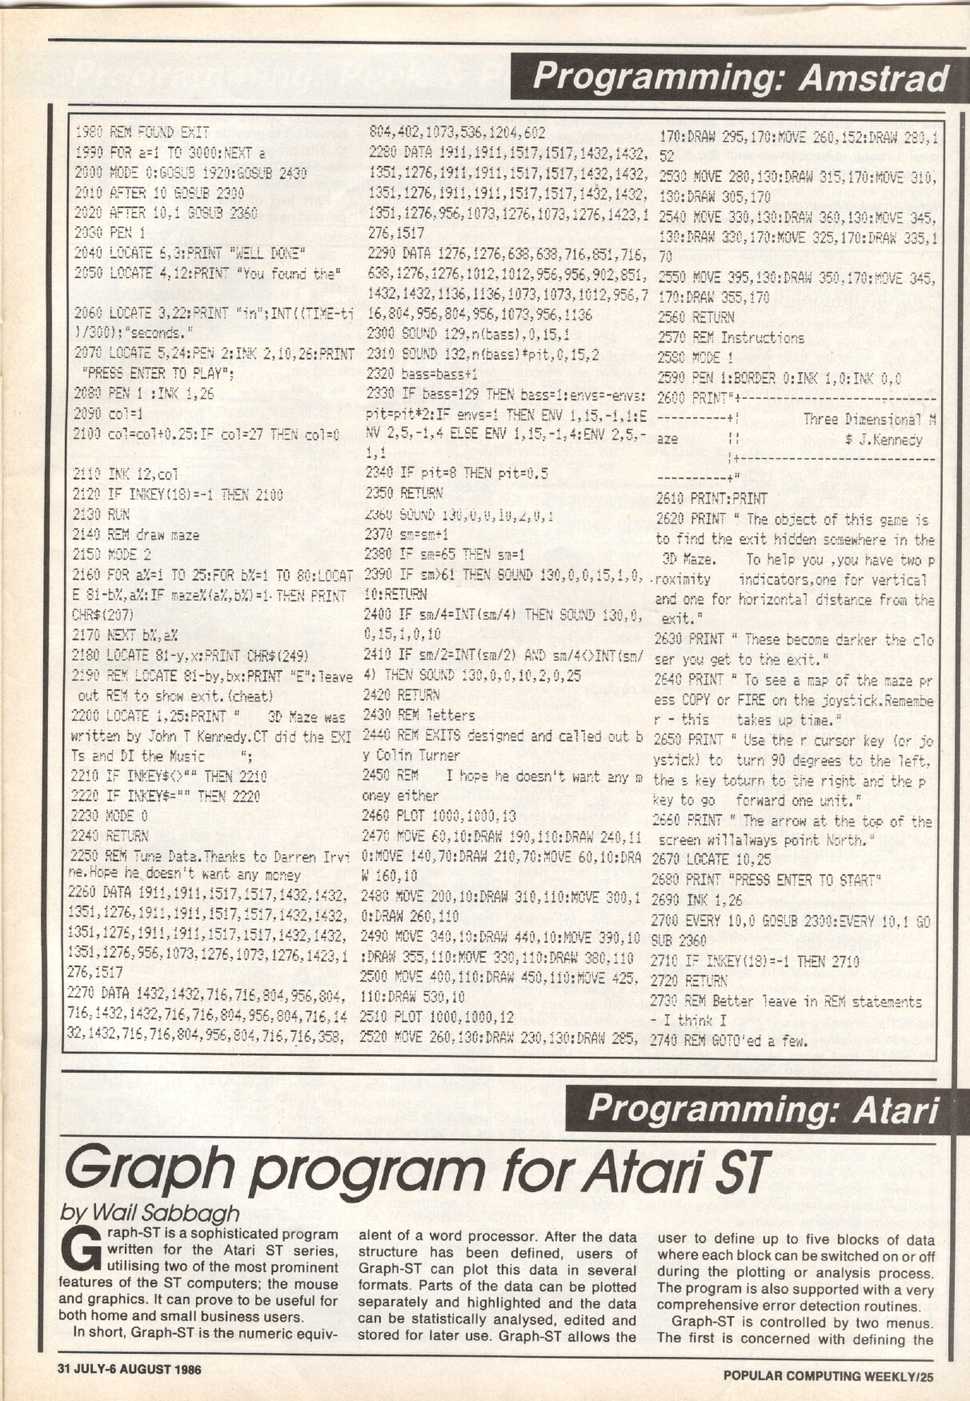 Programming: Amstrad
1980 REM FOUND EXIT
1990 FOR a=1 TO 3000:NEXT a
2000 MODE 0:GOSUB 1920:GOSUB 2430
2010 AFTER 10 GOSUB 2300
2020 AFTER 10,1 GOSUB 2360
2030 PEN 1
2040 LOCATE 6,3:PRINT "WELL DONE"
2050 LOCATE 4,12:PRINT "You found the"
2060 LOCATE 3,22:PRINT "in";INT((TIME-ti
)/300);"seconds."
2070 LOCATE 5,24:PEN 2:INK 2,10,26:PRINT
"PRESS ENTER TO PLAY";
2080 PEN 1 :INK 1,26
2090 col=1
2100 col=col+0.25:IF col=27 THEN col=0
2110 INK 12,col
2120 IF INKEY(18)=-1 THEN 2100
2130 RUN
2140 REM draw maze
2150 MODE 2
2160 FOR a%=1 TO 25:FOR b%=1 TO 80:LOCAT
E 81-b%,a%:IF maze%(a%,b%)=1 THEN PRINT
CHR$(207)
2170 NEXT b%,a%
2180 LOCATE 81-y,x:PRINT CHR$(249)
2190 REM LOCATE 81-by,bx:PRINT "E":leave
out REM to show exit.(cheat)
2200 LOCATE 1,25:PRINT " 3D Maze was
written by John T Kennedy.CT did the EXI
Ts and DI the Music ";
2210 IF INKEY$<>"" THEN 2210
2220 IF INKEY$="" THEN 2220
2230 MODE 0
2240 RETURN
2250 REM Tune Data.Thanks to Darren Irvi
ne.Hope he doesn't want any money
2260 DATA 1911,1911,1517,1517,1432,1432,
1351,1276,1911,1911,1517,1517,1432,1432,
1351,1276,1911,1911,1517,1517,1432,1432,
1351,1276,956,1073,1276,1073,1276,1423,1
276,1517
2270 DATA 1432,1432,716,716,804,956,804,
716,1432,1432,716,716,804,956,804,716,14
32,1432,716,716,804,956,804,716,716,358,
804,402,1073,536,1204,602
2280 DATA 1911,1911,1517,1517,1432,1432,
1351,1276,1911,1911,1517,1517,1432,1432,
1351,1276,1911,1911,1517,1517,1432,1432,
1351,1276,956,1073,1276,1073,1276,1423,1
276,1517
2290 DATA 1276,1276,638,638,716,851,716,
638,1276,1276,1012,1012,956,956,902,851,
1432,1432,1136,1136,1073,1073,1012,956,7
16,804,956,804,956,1073,956,1136
2300 SOUND 129,n(bass),0,15,1
2310 SOUND 132,n(bass)*pit,0,15,2
2320 bass=bass+1
2330 IF bass=129 THEN bass=1:envs=-envs:
pit=pit*2:IF envs=1 THEN ENV 1,15,-1,1:E
NV 2,5,-1,4 ELSE ENV 1,15,-1,4:ENV 2,5,-
1,1
2340 IF pit=8 THEN pit=0.5
2350 RETURN
2360 SOUND 130,0,0,10,2,0,1
2370 sm=sm+1
2380 IF sm=65 THEN sm=1
2390 IF sm>61 THEN SOUND 130,0,0,15,1,0,
10:RETURN
2400 IF sm/4=INT(sm/4) THEN SOUND 130,0,
0,15,1,0,10
2410 IF sm/2=INT(sm/2) AND sm/4<>INT(sm/
4) THEN SOUND 130,0,0,10,2,0,25
2420 RETURN
2430 REM letters
2440 REM EXITS designed and called out b
y Colin Turner
2450 REM I hope he doesn't want any m
oney either
2460 PLOT 1000,1000,13
2470 MOVE 60,10:DRAW 190,110:DRAW 240,11
0:MOVE 140,70:DRAW 210,70:MOVE 60,10:DRA
W 160,10
2480 MOVE 200,10:DRAW 310,110:MOVE 300,1
0:DRAW 260,110
2490 MOVE 340,10:DRAW 440,10:MOVE 390,10
:DRAW 355,110:MOVE 330,110:DRAW 380,110
2500 MOVE 400,110:DRAW 450,110:MOVE 425,
110:DRAW 530,10
2510 PLOT 1000,1000,12
2520 MOVE 260,130:DRAW 230,130:DRAW 285,
170:DRAW 295,170:MOVE 260,152:DRAW 280,1
52
2530 MOVE 280,130:DRAW 315,170:MOVE 310,
130:DRAW 305,170
2540 MOVE 330,130:DRAW 360,130:MOVE 345,
130:DRAW 330,170:MOVE 325,170:DRAW 335,1
70
2550 MOVE 395,130:DRAW 350,170:MOVE 345,
170:DRAW 355,170
2560 RETURN
2570 REM Instructions
2580 MODE 1
2590 PEN 1:BORDER 0:INK 1,0:INK 0,0
2600 PRINT"+---------------------------
----------+¦ Three Dimensional M
aze ¦¦ $ J.Kennedy
¦+---------------------------
----------+"
2610 PRINT:PRINT
2620 PRINT " The object of this game is
to find the exit hidden somewhere in the
3D Maze. To help you ,you have two p
roximity indicators,one for vertical
and one for horizontal distance from the
exit."
2630 PRINT " These become darker the clo
ser you get to the exit."
2640 PRINT " To see a map of the maze pr
ess COPY or FIRE on the joystick.Remembe
r - this takes up time."
2650 PRINT " Use the r cursor key (or jo
ystick) to turn 90 degrees to the left,
the s key toturn to the right and the p
key to go forward one unit."
2660 PRINT " The arrow at the top of the
screen willalways point North."
2670 LOCATE 10,25
2680 PRINT "PRESS ENTER TO START"
2690 INK 1,26
2700 EVERY 10,0 GOSUB 2300:EVERY 10,1 GO
SUB 2360
2710 IF INKEY(18)=-1 THEN 2710
2720 RETURN
2730 REM Better leave in REM statements
- I think I
2740 REM GOTO'ed a few.
Programming: Atari
Graph program for Atari ST
by Wail Sabbagh
Graph-ST is a sophisticated program
written for the Atari ST series,
utilising two of the most prominent
features of the ST computers; the mouse
and graphics. It can prove to be useful for
both home and small business users.
In short, Graph-ST is the numeric equiv-
alent of a word processor. After the data
structure has been defined, users of
Graph-ST can plot this data in several
formats. Parts of the data can be plotted
separately and highlighted and the data
can be statistically analysed, edited and
stored for later use. Graph-ST allows the
user to define up to five blocks of data
where each block can be switched on or off
during the plotting or analysis process.
The program is also supported with a very
comprehensive error detection routines.
Graph-ST is controlled by two menus.
The first is concerned with defining the
31 JULY-6 AUGUST 1986
POPULAR COMPUTING WEEKLY/25